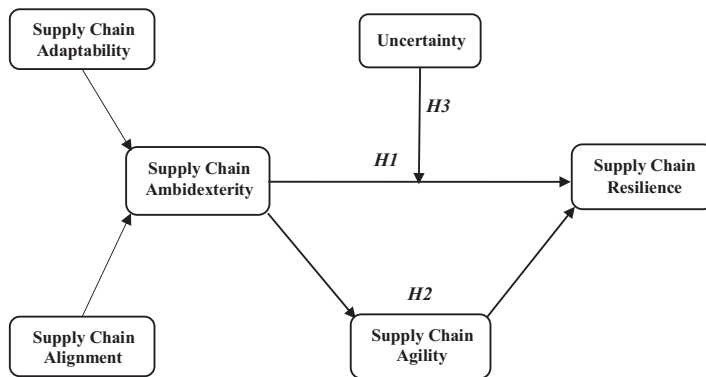 Supply Chain
Adaptability
Uncertainty
H3
H1
Supply Chain
Ambidexterity
Supply Chain
Resilience
H2
Supply Chain
Alignment
Supply Chain
Agility